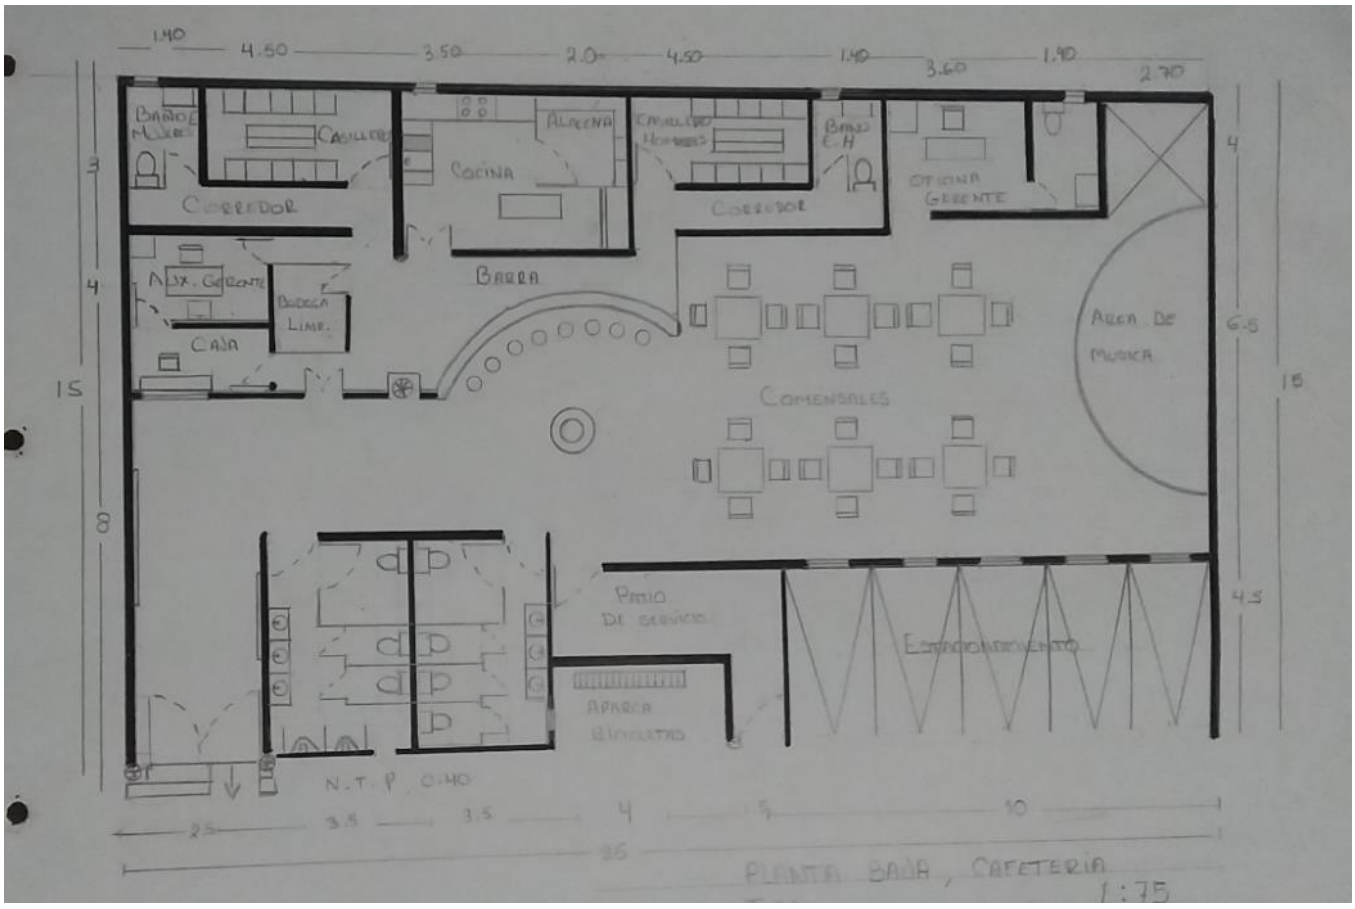 1.40 4.50 3.50 2.0 4.50 1.40 3.60 1.40 2.70
BAÑO E
MUJERES
CASILLERO
ALACENA
CASILLERO
HOMBRES
BAÑO
E.H
COCINA
OFICINA
GERENTE
CORREDOR
CORREDOR
3
4
AUX. GERENTE
BODEGA
LIMP.
BARRA
CAJA
AREA DE
MUSICA
4
6.5
15
15
COMENSALES
8
PATIO
DE SERVICIO
ESTACIONAMIENTO
4.5
APARCA
BICICLETAS
N.T.P 0.40
2.5 3.5 3.5 4 5 10
PLANTA BAJA, CAFETERIA
1:75